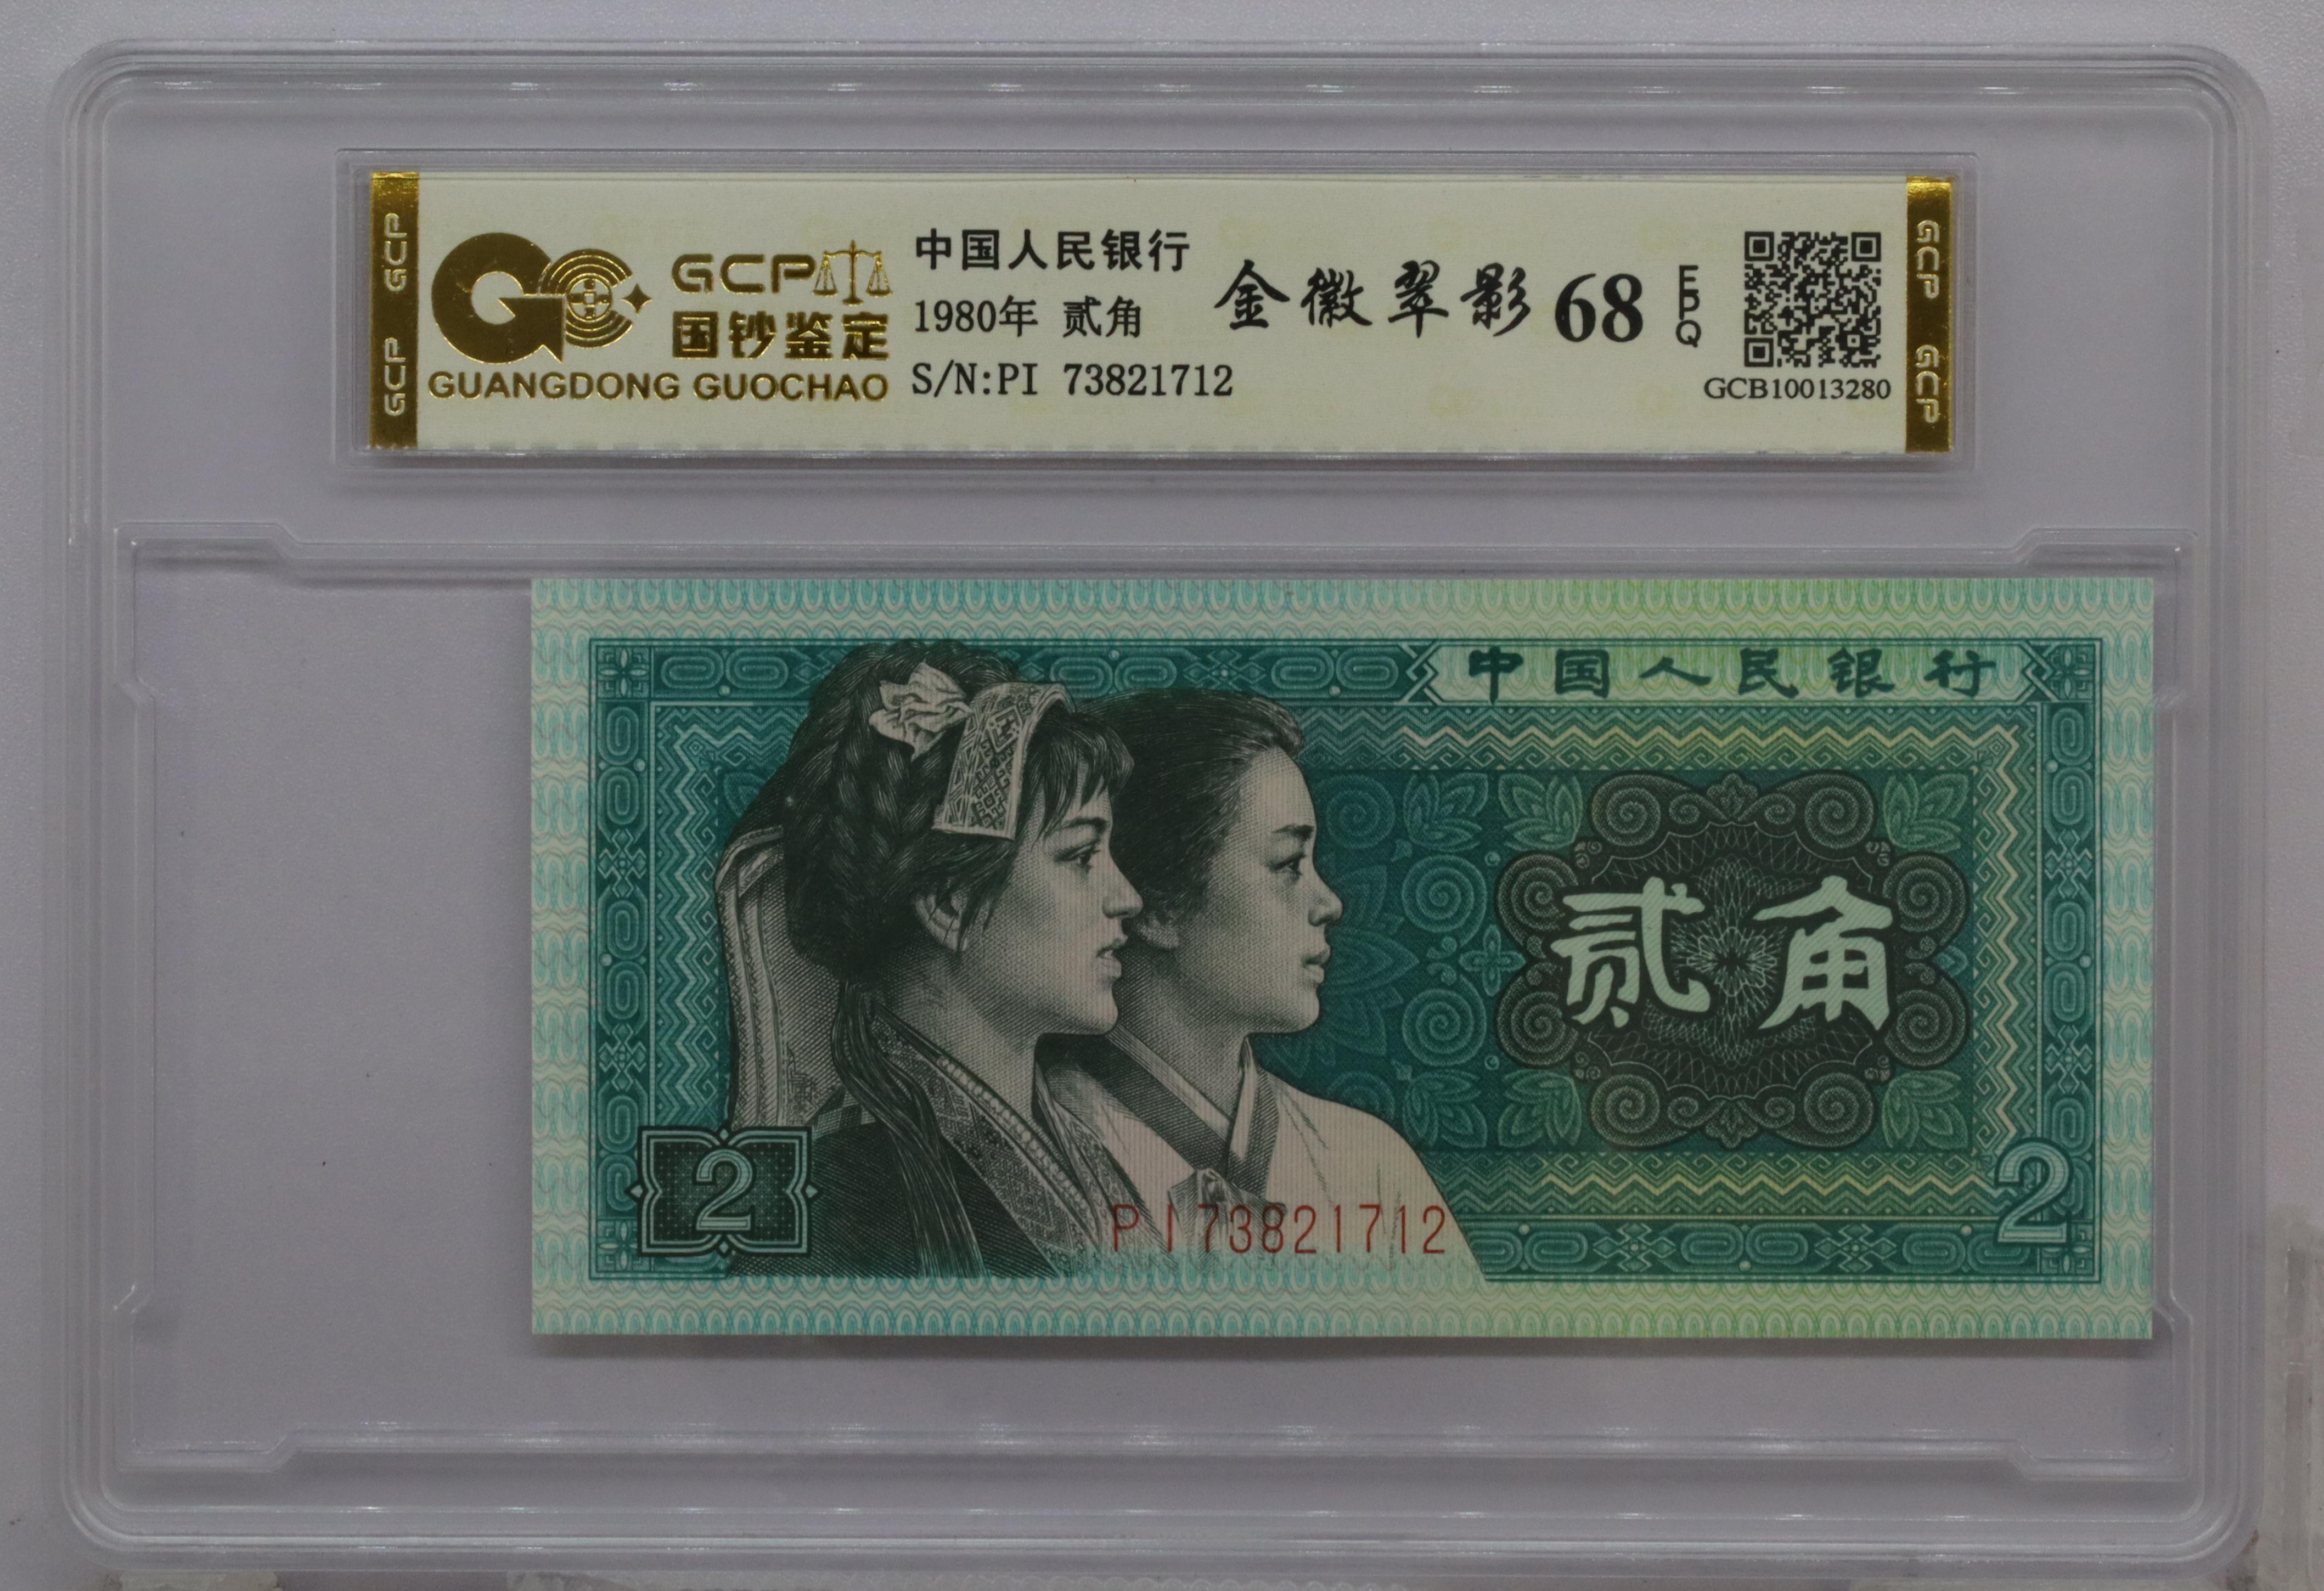 GCP
GCP
GCP
国钞鉴定
GUANGDONG GUOCHAO
中国人民银行
1980年 贰角
S/N:PI 73821712
金徽翠影 68 EPQ
GCB10013280
GCP
GCP
中国人民银行
贰角
2
PI73821712
2